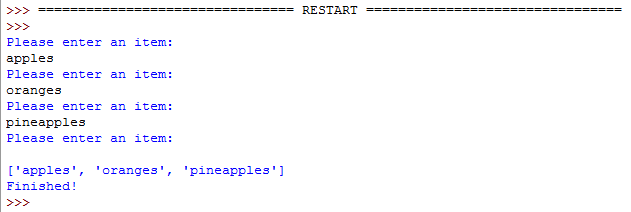 >>> ================================ RESTART ================================
>>>
Please enter an item:
apples
Please enter an item:
oranges
Please enter an item:
pineapples
Please enter an item:
['apples', 'oranges', 'pineapples']
Finished!
>>>